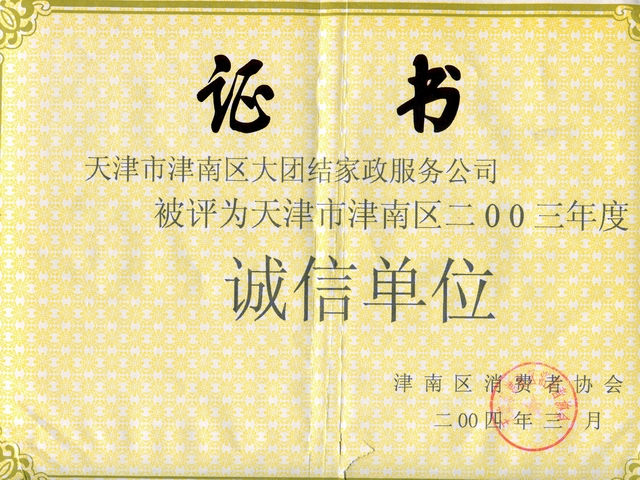 证书
天津市津南区大团结家政服务公司
被评为天津市津南区二00三年度
诚信单位
津南区消费者协会
二00四年三月